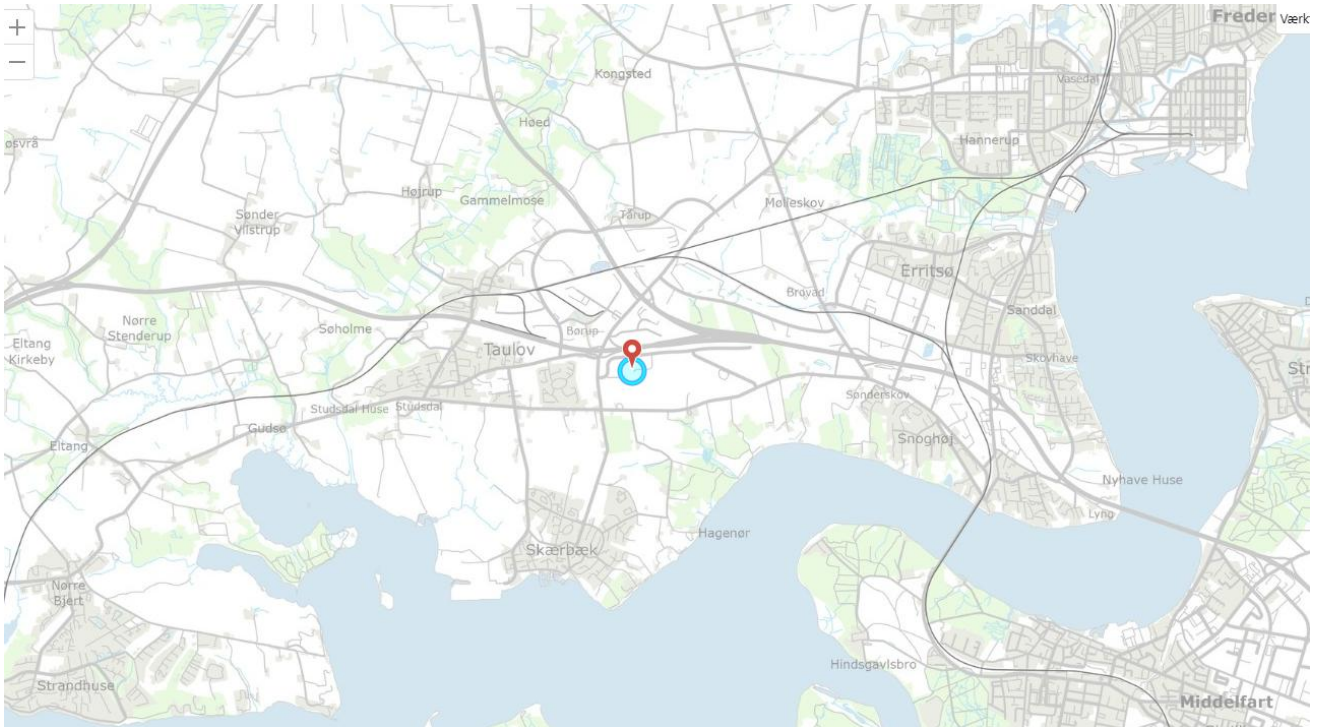 +
Freder
Værkt
−
Kongsted
Vasedal
Høed
Hannerup
øsvrå
Højrup
Gammelmose
Mølleskov
Sønder
Vilstrup
Tårup
Erritsø
Brovad
Nørre
Stenderup
Søholme
Børup
Sanddal
Eltang
Kirkeby
Taulov
Skovhave
Str
Studsdal Huse
Studsdal
Sønderskov
Gudsø
Snoghøj
Eltang
Nyhave Huse
Lyng
Hagenør
Skærbæk
Nørre
Bjert
Hindsgavlsbro
Strandhuse
Middelfart